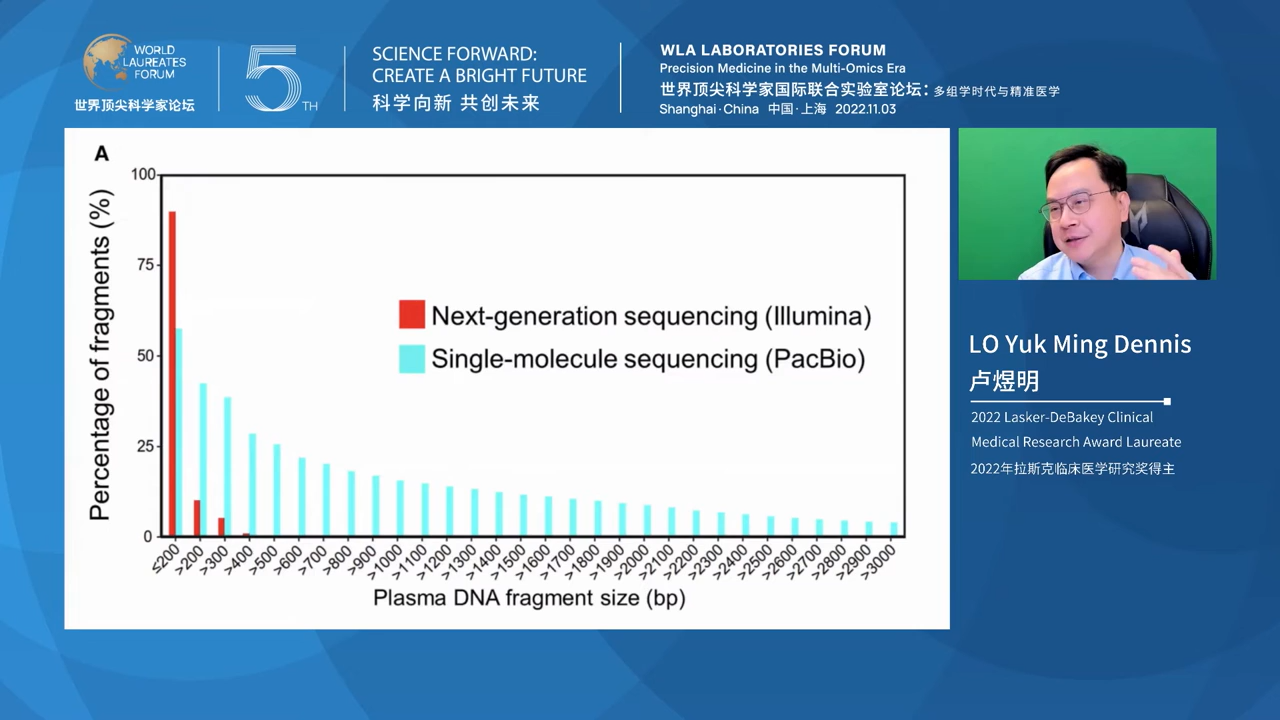 WORLD
LAUREATES
FORUM
世界顶尖科学家论坛
5TH
SCIENCE FORWARD:
CREATE A BRIGHT FUTURE
科学向新 共创未来
WLA LABORATORIES FORUM
Precision Medicine in the Multi-Omics Era
世界顶尖科学家国际联合实验室论坛：多组学时代与精准医学
Shanghai·China 中国·上海 2022.11.03
A
Percentage of fragments (%)
100
75
50
25
0
Next-generation sequencing (Illumina)
Single-molecule sequencing (PacBio)
≤200
>200
>300
>400
>500
>600
>700
>800
>900
>1000
>1100
>1200
>1300
>1400
>1500
>1600
>1700
>1800
>1900
>2000
>2100
>2200
>2300
>2400
>2500
>2600
>2700
>2800
>2900
>3000
Plasma DNA fragment size (bp)
LO Yuk Ming Dennis
卢煜明
2022 Lasker-DeBakey Clinical
Medical Research Award Laureate
2022年拉斯克临床医学研究奖得主